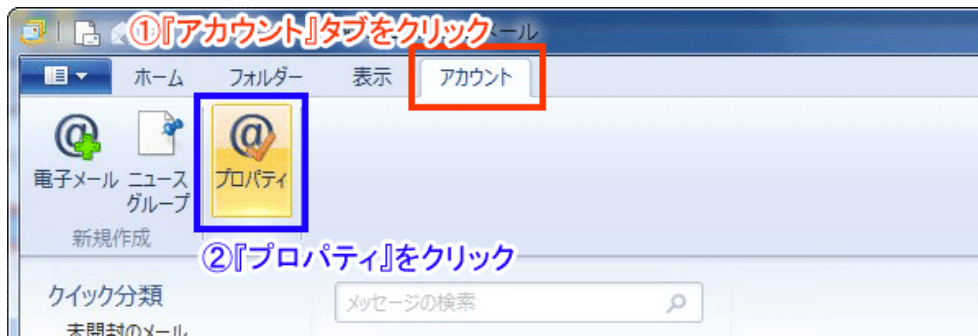 ①『アカウント』タブをクリック
メール
ホーム
フォルダー
表示
アカウント
電子メール
ニュース
グループ
プロパティ
新規作成
②『プロパティ』をクリック
クイック分類
メッセージの検索
未開封のメール